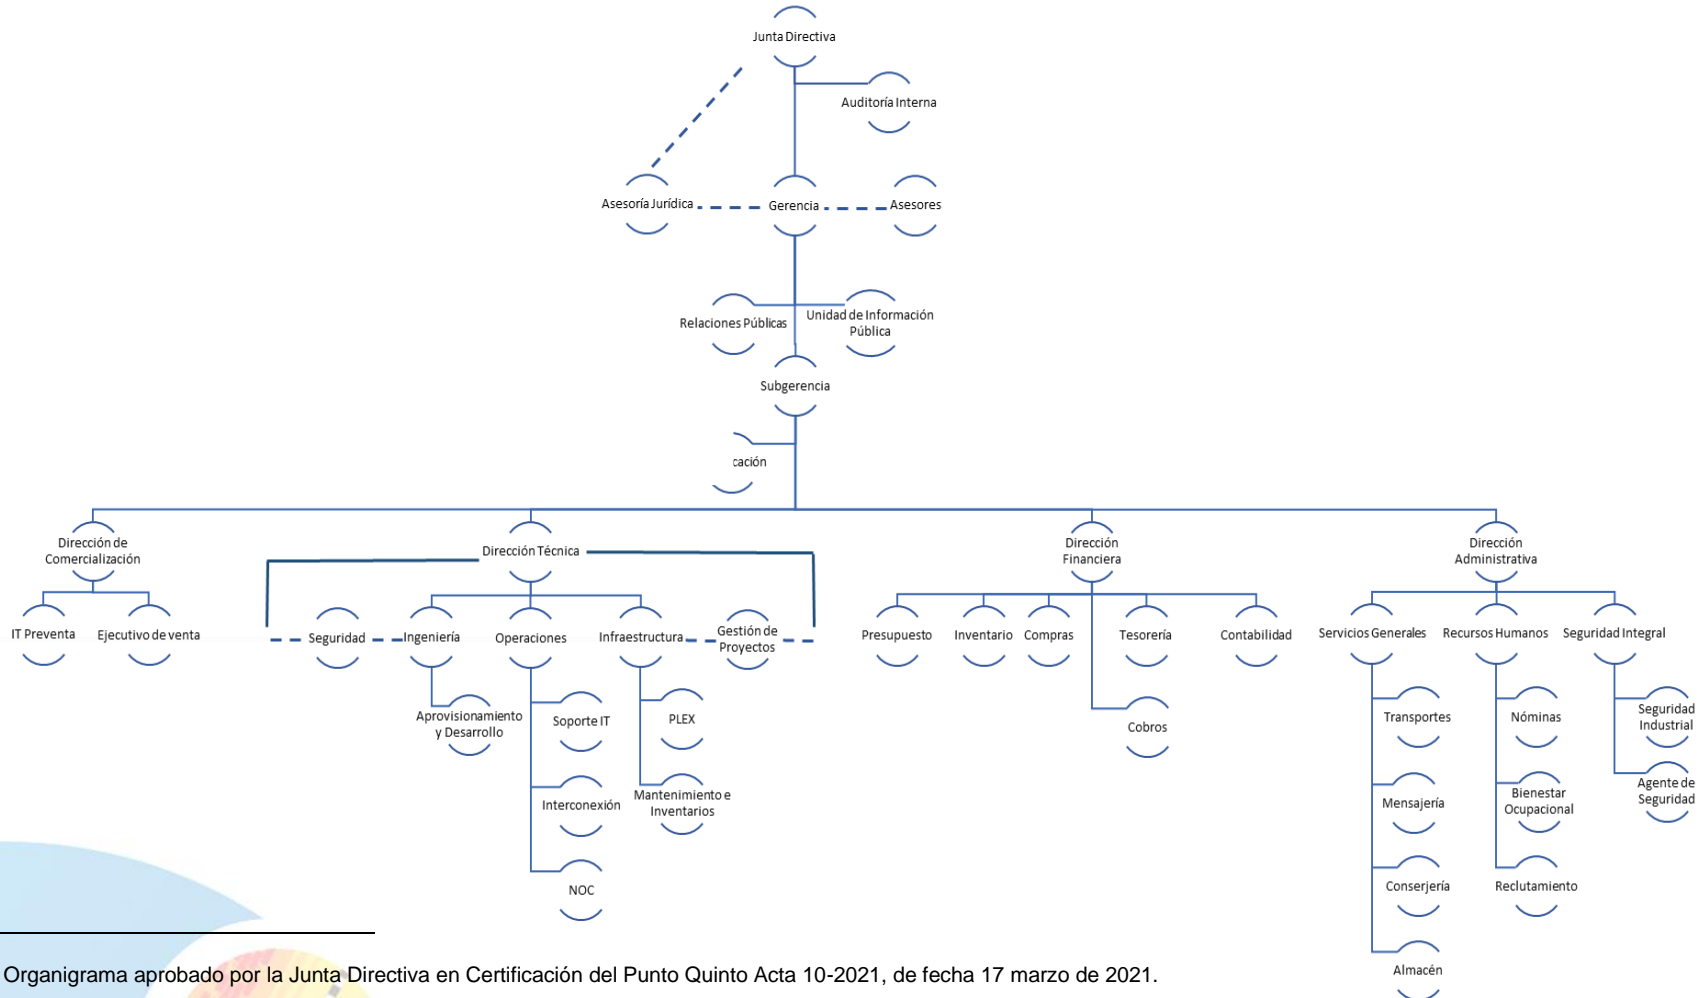 Junta Directiva
Auditoría Interna
Asesoría Jurídica
Gerencia
Asesores
Relaciones Públicas
Unidad de Información
Pública
Subgerencia
cación
Dirección de
Comercialización
Dirección Técnica
Dirección
Financiera
Dirección
Administrativa
IT Preventa
Ejecutivo de venta
Seguridad
Ingeniería
Operaciones
Infraestructura
Gestión de
Proyectos
Presupuesto
Inventario
Compras
Tesorería
Contabilidad
Servicios Generales
Recursos Humanos
Seguridad Integral
Aprovisionamiento
y Desarrollo
Soporte IT
PLEX
Cobros
Transportes
Nóminas
Seguridad
Industrial
Interconexión
Mantenimiento e
Inventarios
Mensajería
Bienestar
Ocupacional
Agente de
Seguridad
NOC
Conserjería
Reclutamiento
Almacén
Organigrama aprobado por la Junta Directiva en Certificación del Punto Quinto Acta 10-2021, de fecha 17 marzo de 2021.